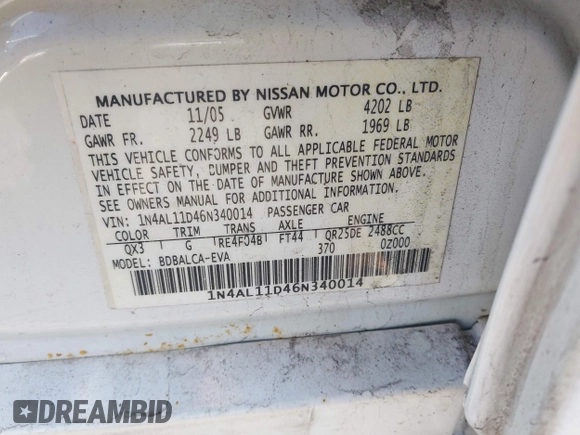 MANUFACTURED BY NISSAN MOTOR CO., LTD.
DATE 11/05 GVWR 4202 LB
GAWR FR. 2249 LB GAWR RR. 1969 LB
THIS VEHICLE CONFORMS TO ALL APPLICABLE FEDERAL MOTOR
VEHICLE SAFETY, BUMPER AND THEFT PREVENTION STANDARDS
IN EFFECT ON THE DATE OF MANUFACTURE SHOWN ABOVE.
SEE OWNERS MANUAL FOR ADDITIONAL INFORMATION.
VIN: 1N4AL11D46N340014 PASSENGER CAR
COLOR TRIM TRANS AXLE ENGINE
QX3 G RE4F04B FT44 QR25DE 2488CC
MODEL: BDBALCA-EVA 370 0Z000
1N4AL11D46N340014
DREAMBID